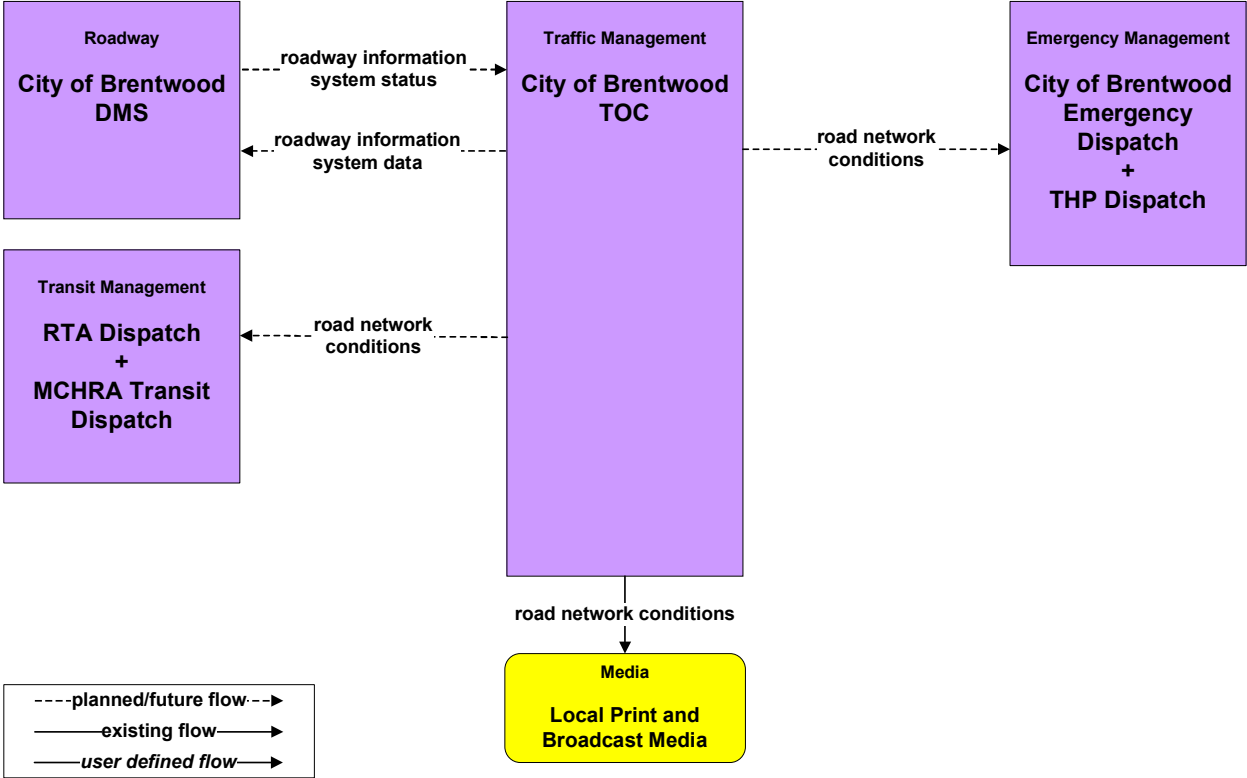 Roadway
City of Brentwood
DMS
roadway information
system status
roadway information
system data
Traffic Management
City of Brentwood
TOC
road network
conditions
Emergency Management
City of Brentwood
Emergency
Dispatch
+
THP Dispatch
Transit Management
RTA Dispatch
+
MCHRA Transit
Dispatch
road network
conditions
road network conditions
Media
Local Print and
Broadcast Media
planned/future flow
existing flow
user defined flow